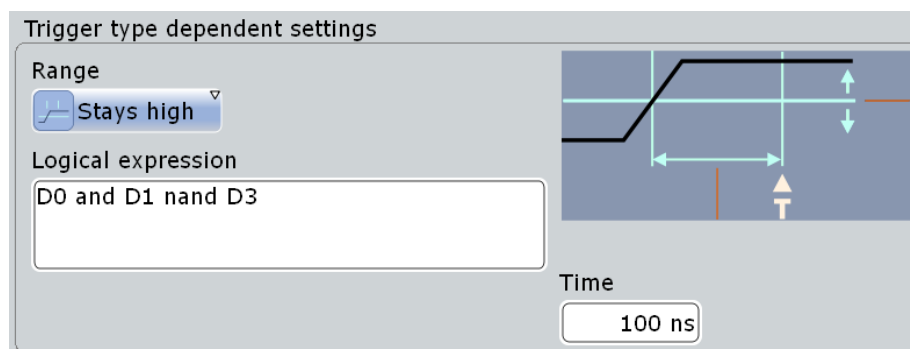 Trigger type dependent settings
Range
Stays high
Logical expression
D0 and D1 nand D3
T
Time
100 ns